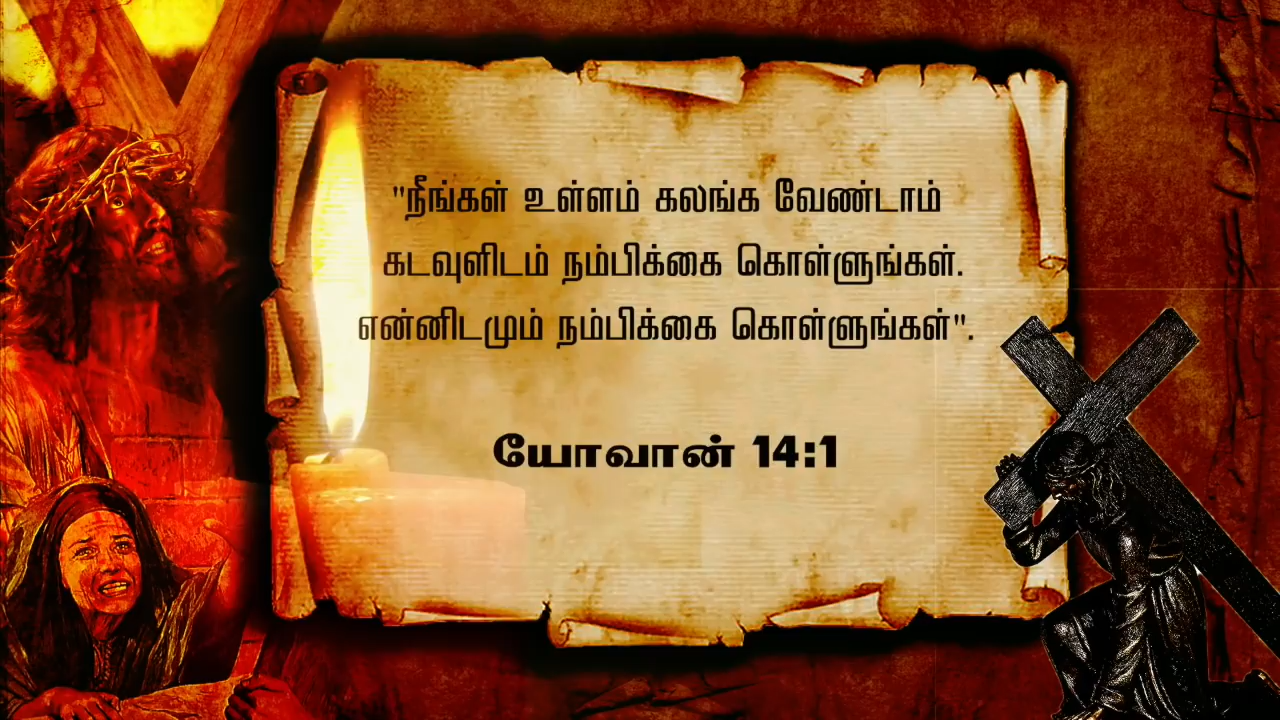 "நீங்கள் உள்ளம் கலங்க வேண்டாம்
கடவுளிடம் நம்பிக்கை கொள்ளுங்கள்.
என்னிடமும் நம்பிக்கை கொள்ளுங்கள்".
யோவான் 14:1